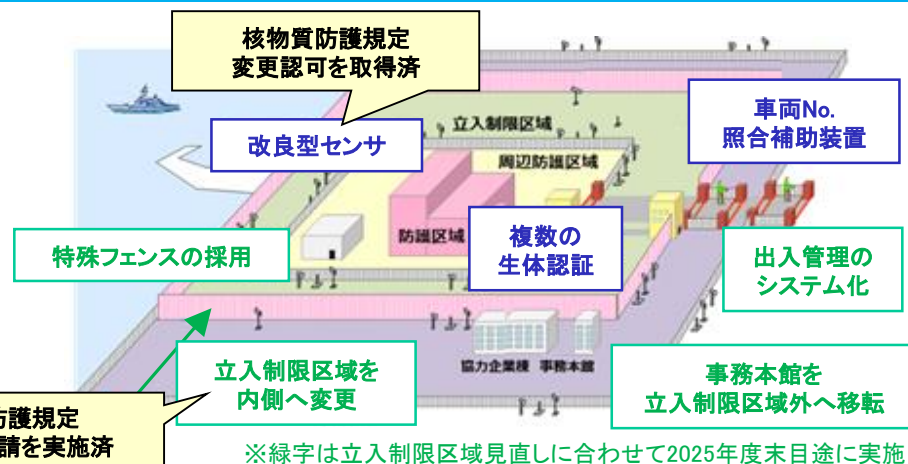 核物質防護規定
変更認可を取得済
改良型センサ
立入制限区域
車両No.
照合補助装置
周辺防護区域
防護区域
複数の
生体認証
特殊フェンスの採用
出入管理の
システム化
立入制限区域を
内側へ変更
協力企業棟 事務本館
事務本館を
立入制限区域外へ移転
防護規定
請を実施済
※緑字は立入制限区域見直しに合わせて2025年度末目途に実施